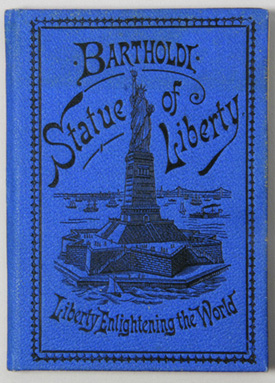 BARTHOLDI
Statue of
Liberty
Liberty Enlightening the World